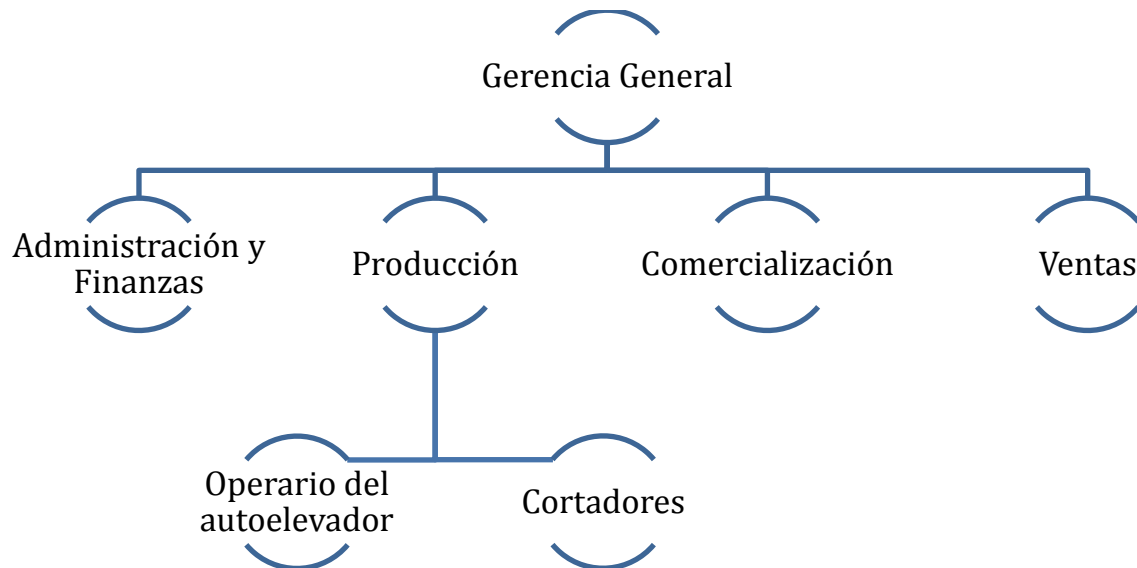 Gerencia General
Administración y
Finanzas
Producción
Comercialización
Ventas
Operario del
autoelevador
Cortadores